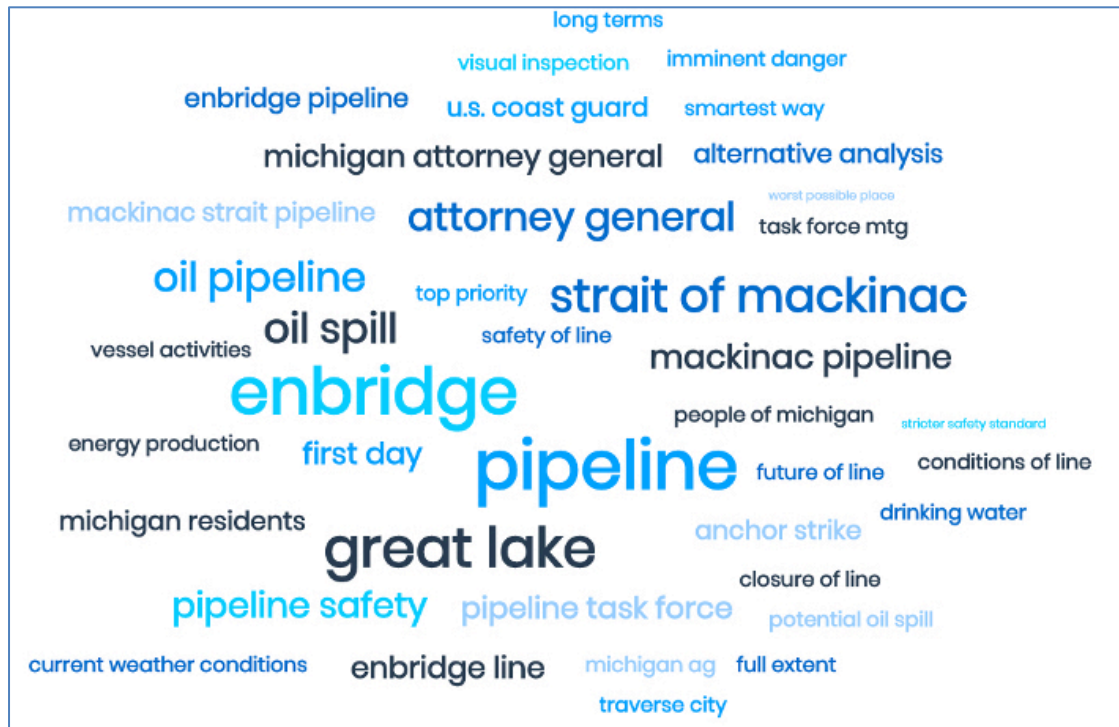 long terms
visual inspection
imminent danger
enbridge pipeline
u.s. coast guard
smartest way
michigan attorney general
alternative analysis
worst possible place
mackinac strait pipeline
attorney general
task force mtg
oil pipeline
top priority
strait of mackinac
oil spill
safety of line
vessel activities
mackinac pipeline
enbridge
people of michigan
stricter safety standard
energy production
first day
pipeline
future of line
conditions of line
michigan residents
drinking water
great lake
anchor strike
closure of line
pipeline safety
pipeline task force
potential oil spill
current weather conditions
enbridge line
michigan ag
full extent
traverse city